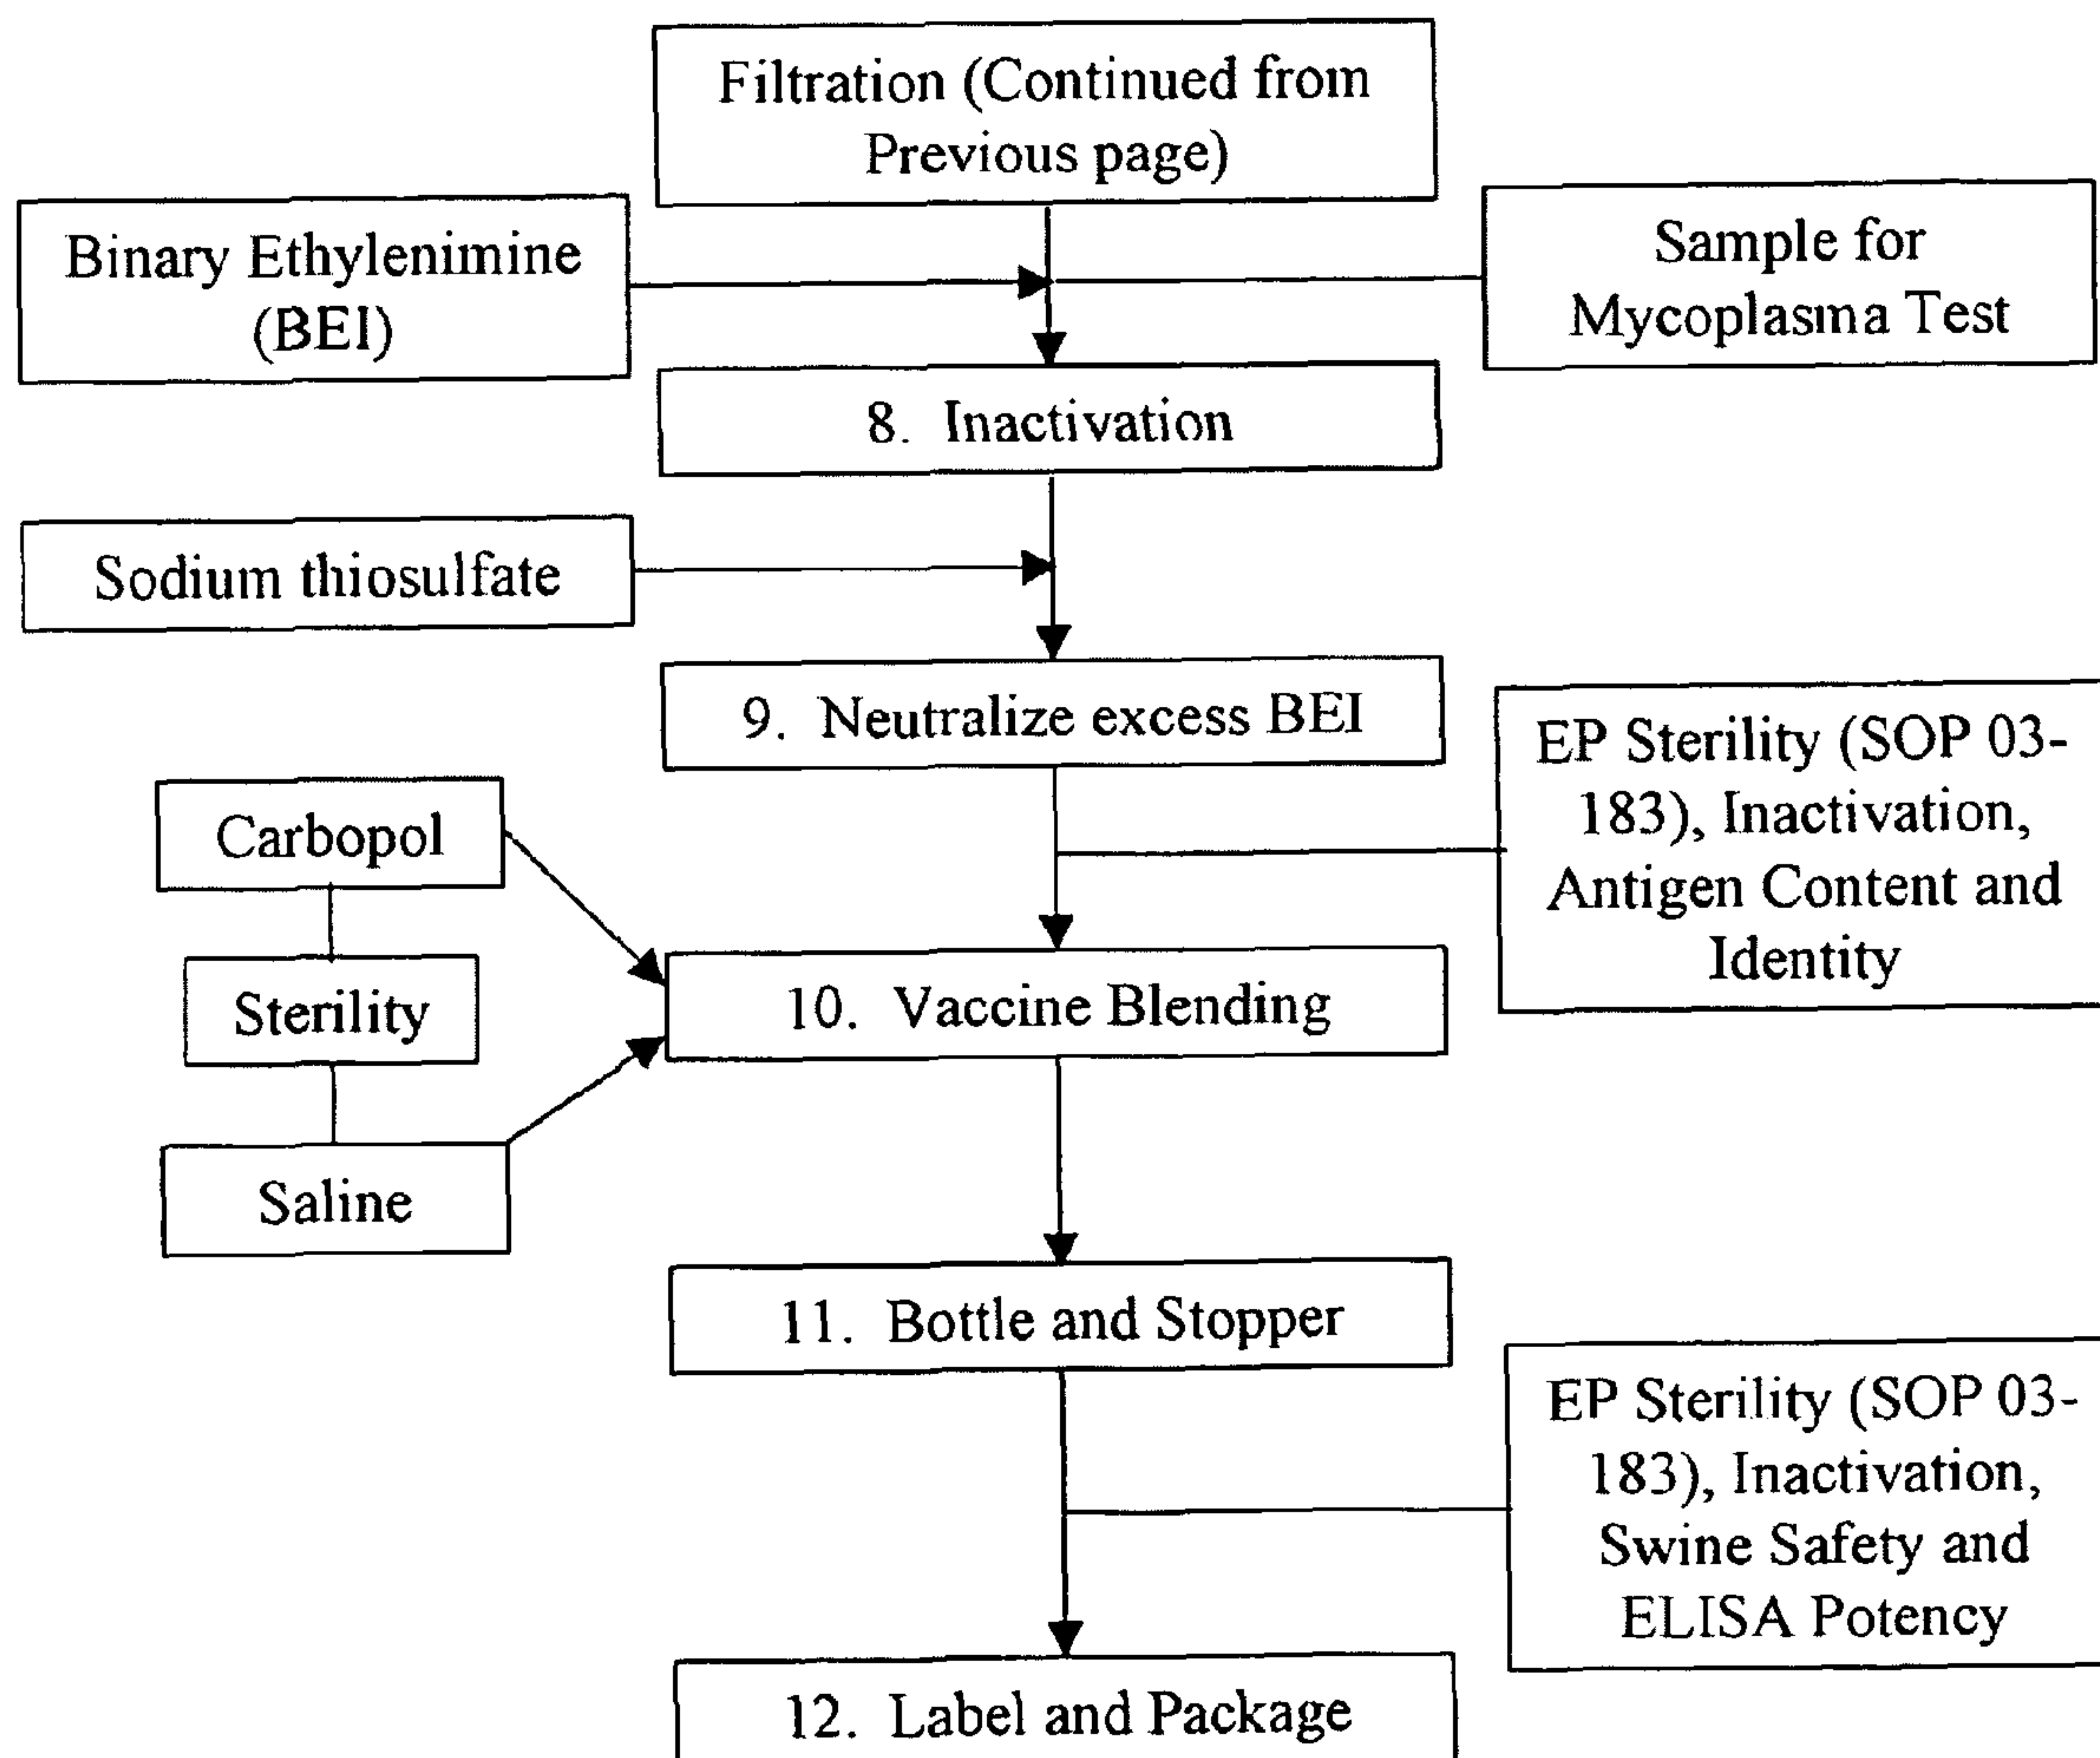 Filtration (Continued from
Previous page)
Binary Ethylenimine
(BEI)
Sample for
Mycoplasma Test
8. Inactivation
Sodium thiosulfate
9. Neutralize excess BEI
EP Sterility (SOP 03-
183), Inactivation,
Antigen Content and
Identity
Carbopol
Sterility
10. Vaccine Blending
Saline
11. Bottle and Stopper
EP Sterility (SOP 03-
183), Inactivation,
Swine Safety and
ELISA Potency
12. Label and Package